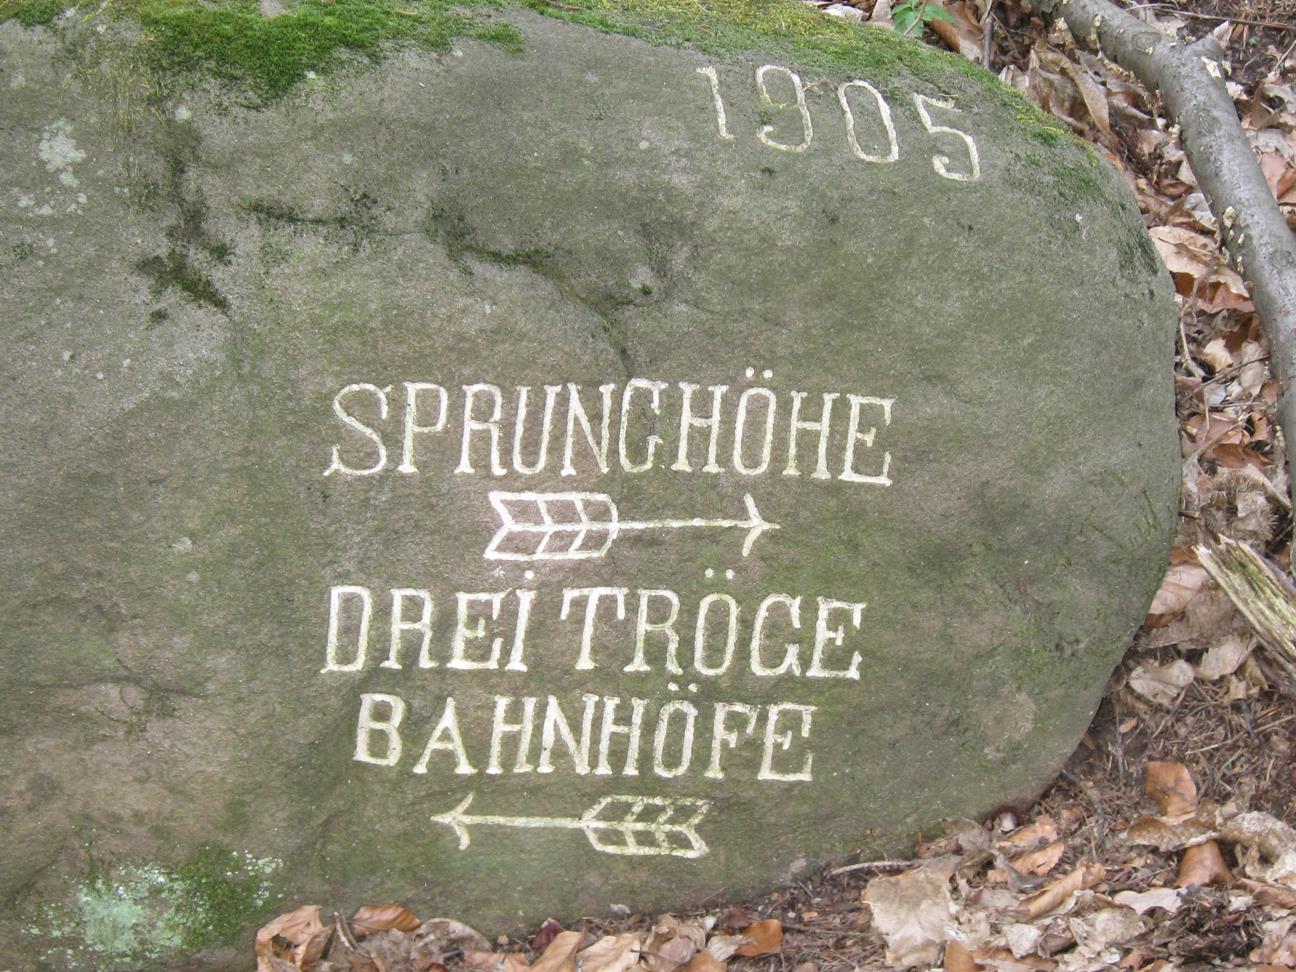 1905
SPRUNGHÖHE
DREI TRÖGE
BAHNHÖFE